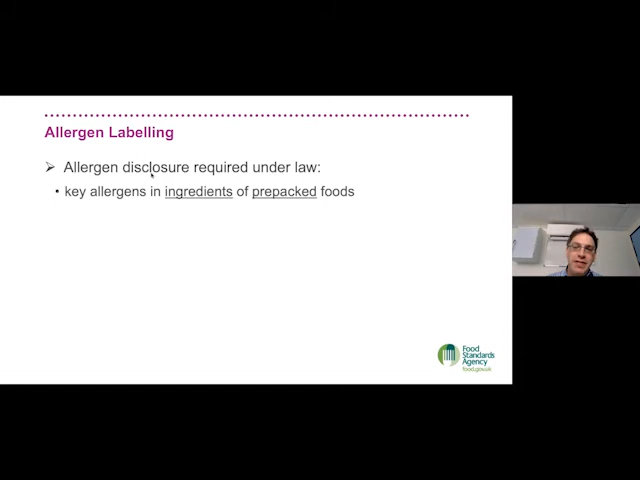 Allergen Labelling
➢ Allergen disclosure required under law:
• key allergens in ingredients of prepacked foods
Food
Standards
Agency
food.gov.uk